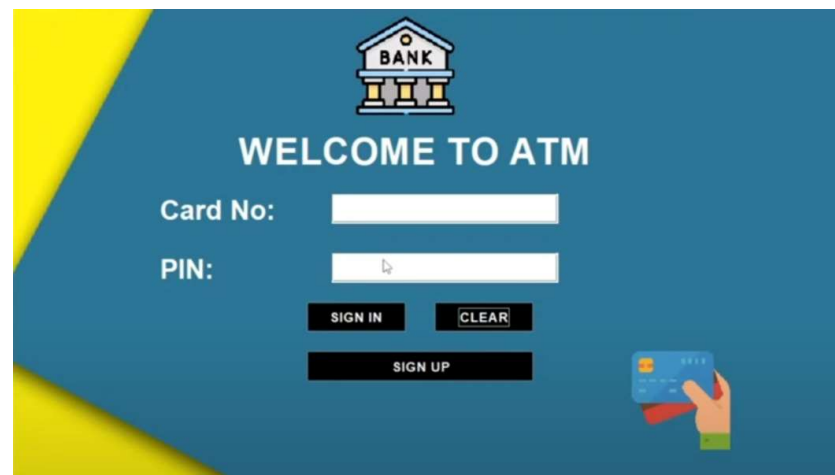 BANK
WELCOME TO ATM
Card No:
PIN:
SIGN IN CLEAR
SIGN UP